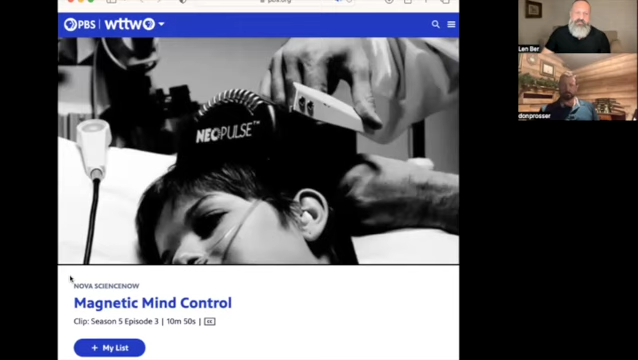 PBS wttw
NEOPULSE™
NOVA SCIENCENOW
Magnetic Mind Control
Clip: Season 5 Episode 3 | 10m 50s | CC
+ My List
Len Ber
donprosser